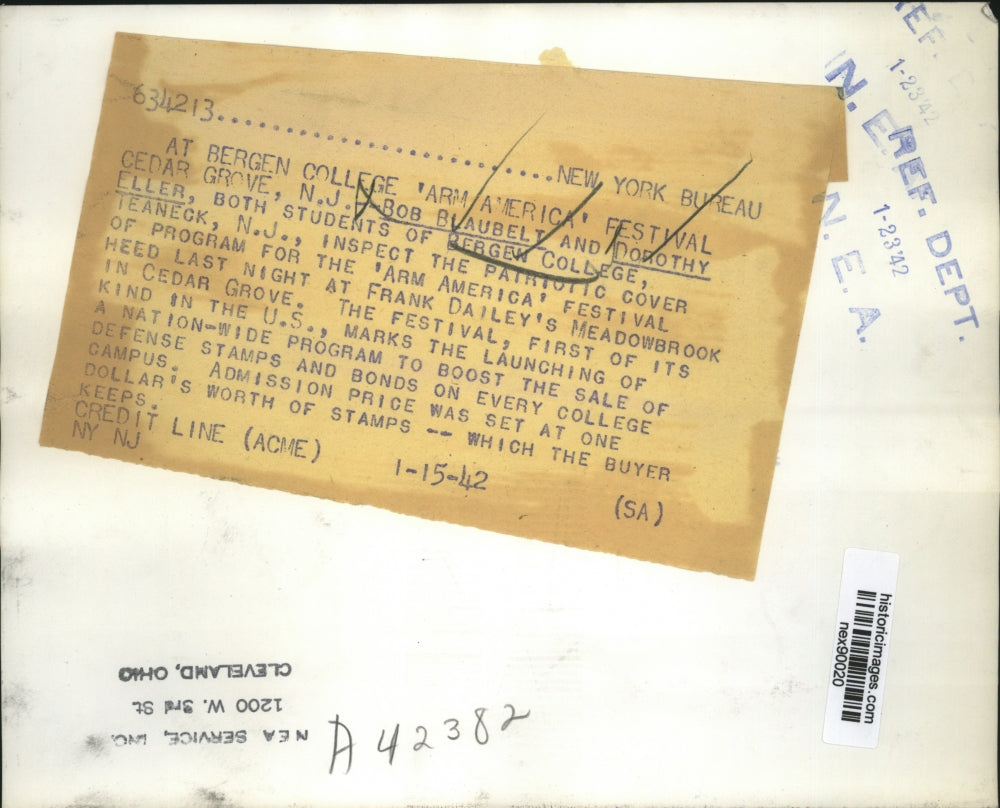 634213..............................NEW YORK BUREAU
AT BERGEN COLLEGE 'ARM AMERICA' FESTIVAL
CEDAR GROVE, N.J.--BOB BLAUBELT AND DOROTHY
ELLER, BOTH STUDENTS OF BERGEN COLLEGE,
TEANECK, N.J., INSPECT THE PATRIOTIC COVER
OF PROGRAM FOR THE 'ARM AMERICA' FESTIVAL
HEED LAST NIGHT AT FRANK DAILEY'S MEADOWBROOK
IN CEDAR GROVE. THE FESTIVAL, FIRST OF ITS
KIND IN THE U.S., MARKS THE LAUNCHING OF
A NATION-WIDE PROGRAM TO BOOST THE SALE OF
DEFENSE STAMPS AND BONDS ON EVERY COLLEGE
CAMPUS. ADMISSION PRICE WAS SET AT ONE
DOLLAR'S WORTH OF STAMPS -- WHICH THE BUYER
KEEPS.
CREDIT LINE (ACME)
NY NJ 1-15-42 (SA)
REF.
1-23'42
N. E.
REF. DEPT.
1-23'42
N. E. A.
historicimages.com
nex90020
NEA SERVICE, INC.
1200 W. 3rd St.
CLEVELAND, OHIO
A 42382